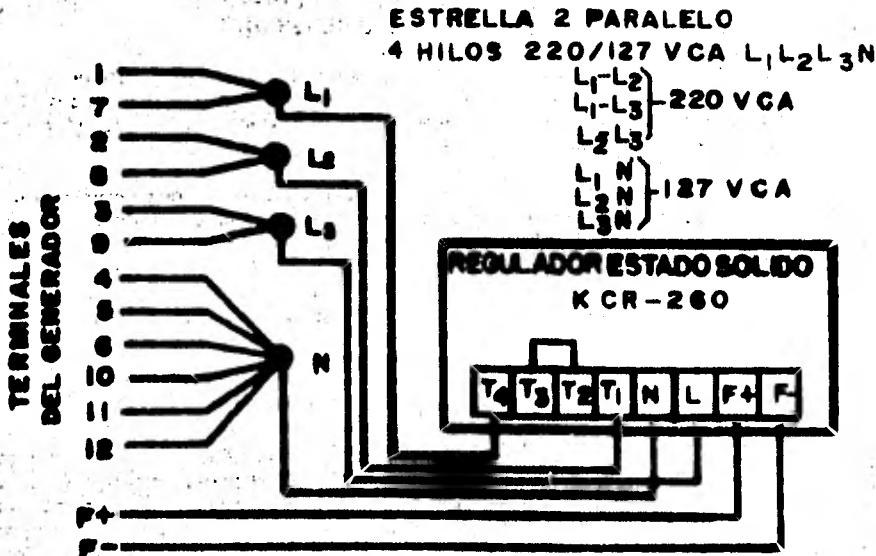 ESTRELLA 2 PARALELO
4 HILOS 220/127 VCA L1L2L3N
L1-L2
L1-L3
L2 L3
220 VCA
L1 N
L2 N
L3 N
127 VCA
TERMINALES
DEL GENERADOR
1
7
2
8
3
9
4
5
6
10
11
12
F+
F-
L1
L2
L3
N
REGULADOR ESTADO SOLIDO
KCR-260
T4 T3 T2 T1 N L F+ F-